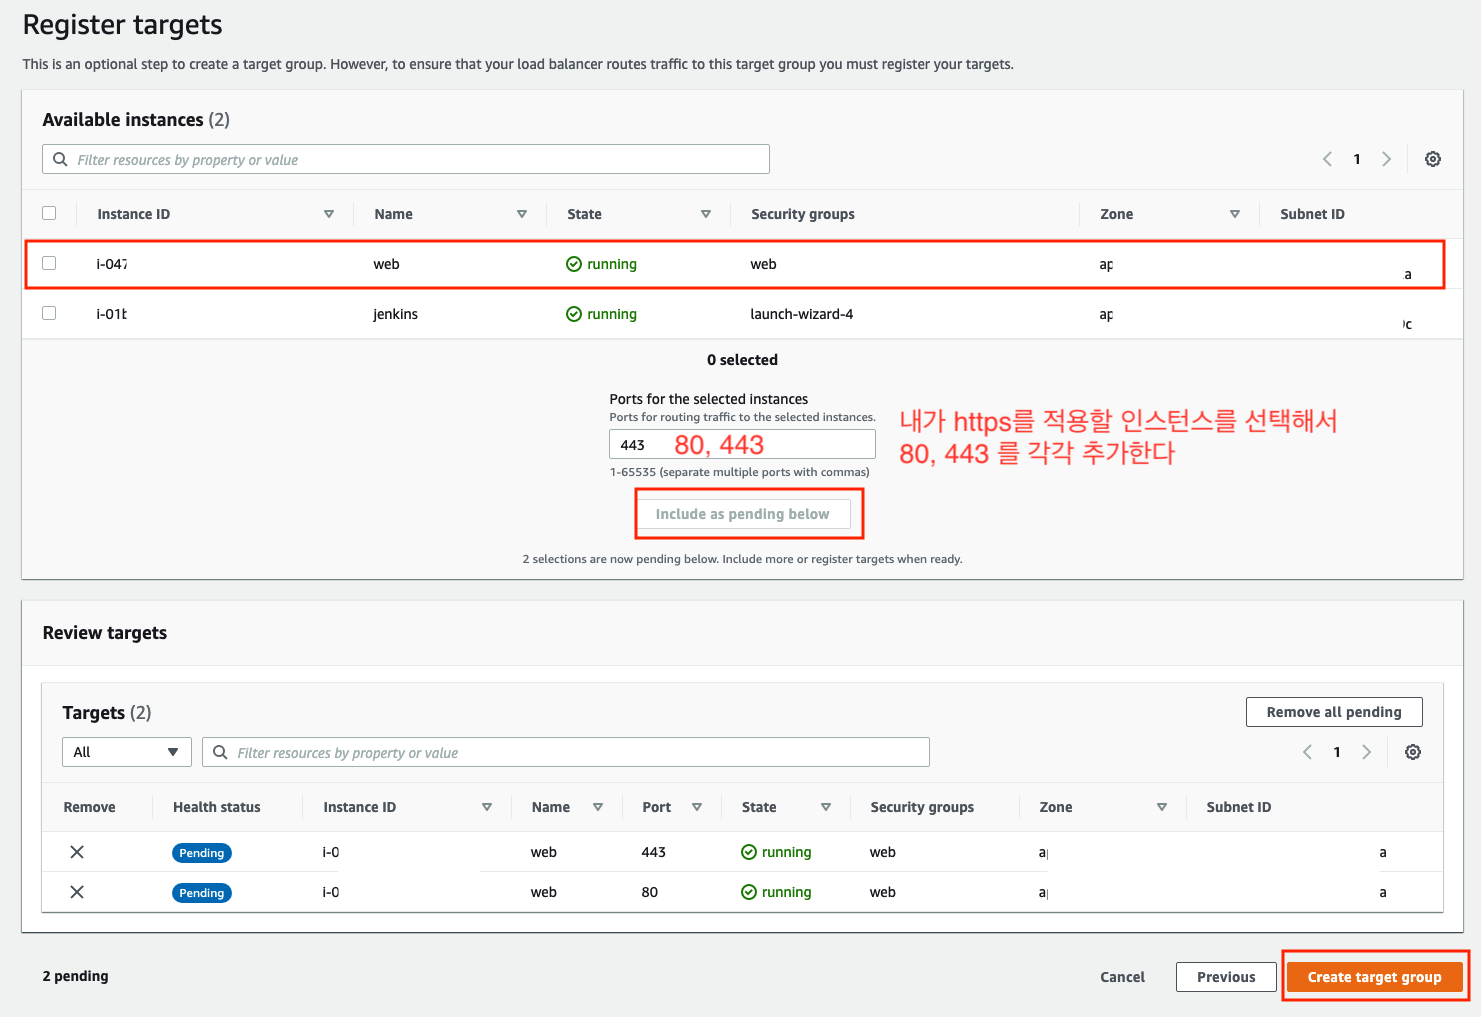 Register targets
This is an optional step to create a target group. However, to ensure that your load balancer routes traffic to this target group you must register your targets.
Available instances (2)
Filter resources by property or value
1
Instance ID Name State Security groups Zone Subnet ID
i-047 web running web ap a
i-01b jenkins running launch-wizard-4 ap c
0 selected
Ports for the selected instances
Ports for routing traffic to the selected instances.
443 80, 443
내가 https를 적용할 인스턴스를 선택해서
80, 443 를 각각 추가한다
1-65535 (separate multiple ports with commas)
Include as pending below
2 selections are now pending below. Include more or register targets when ready.
Review targets
Targets (2)
Remove all pending
All Filter resources by property or value
1
Remove Health status Instance ID Name Port State Security groups Zone Subnet ID
Pending i-0 web 443 running web a a
Pending i-0 web 80 running web a a
2 pending
Cancel Previous Create target group